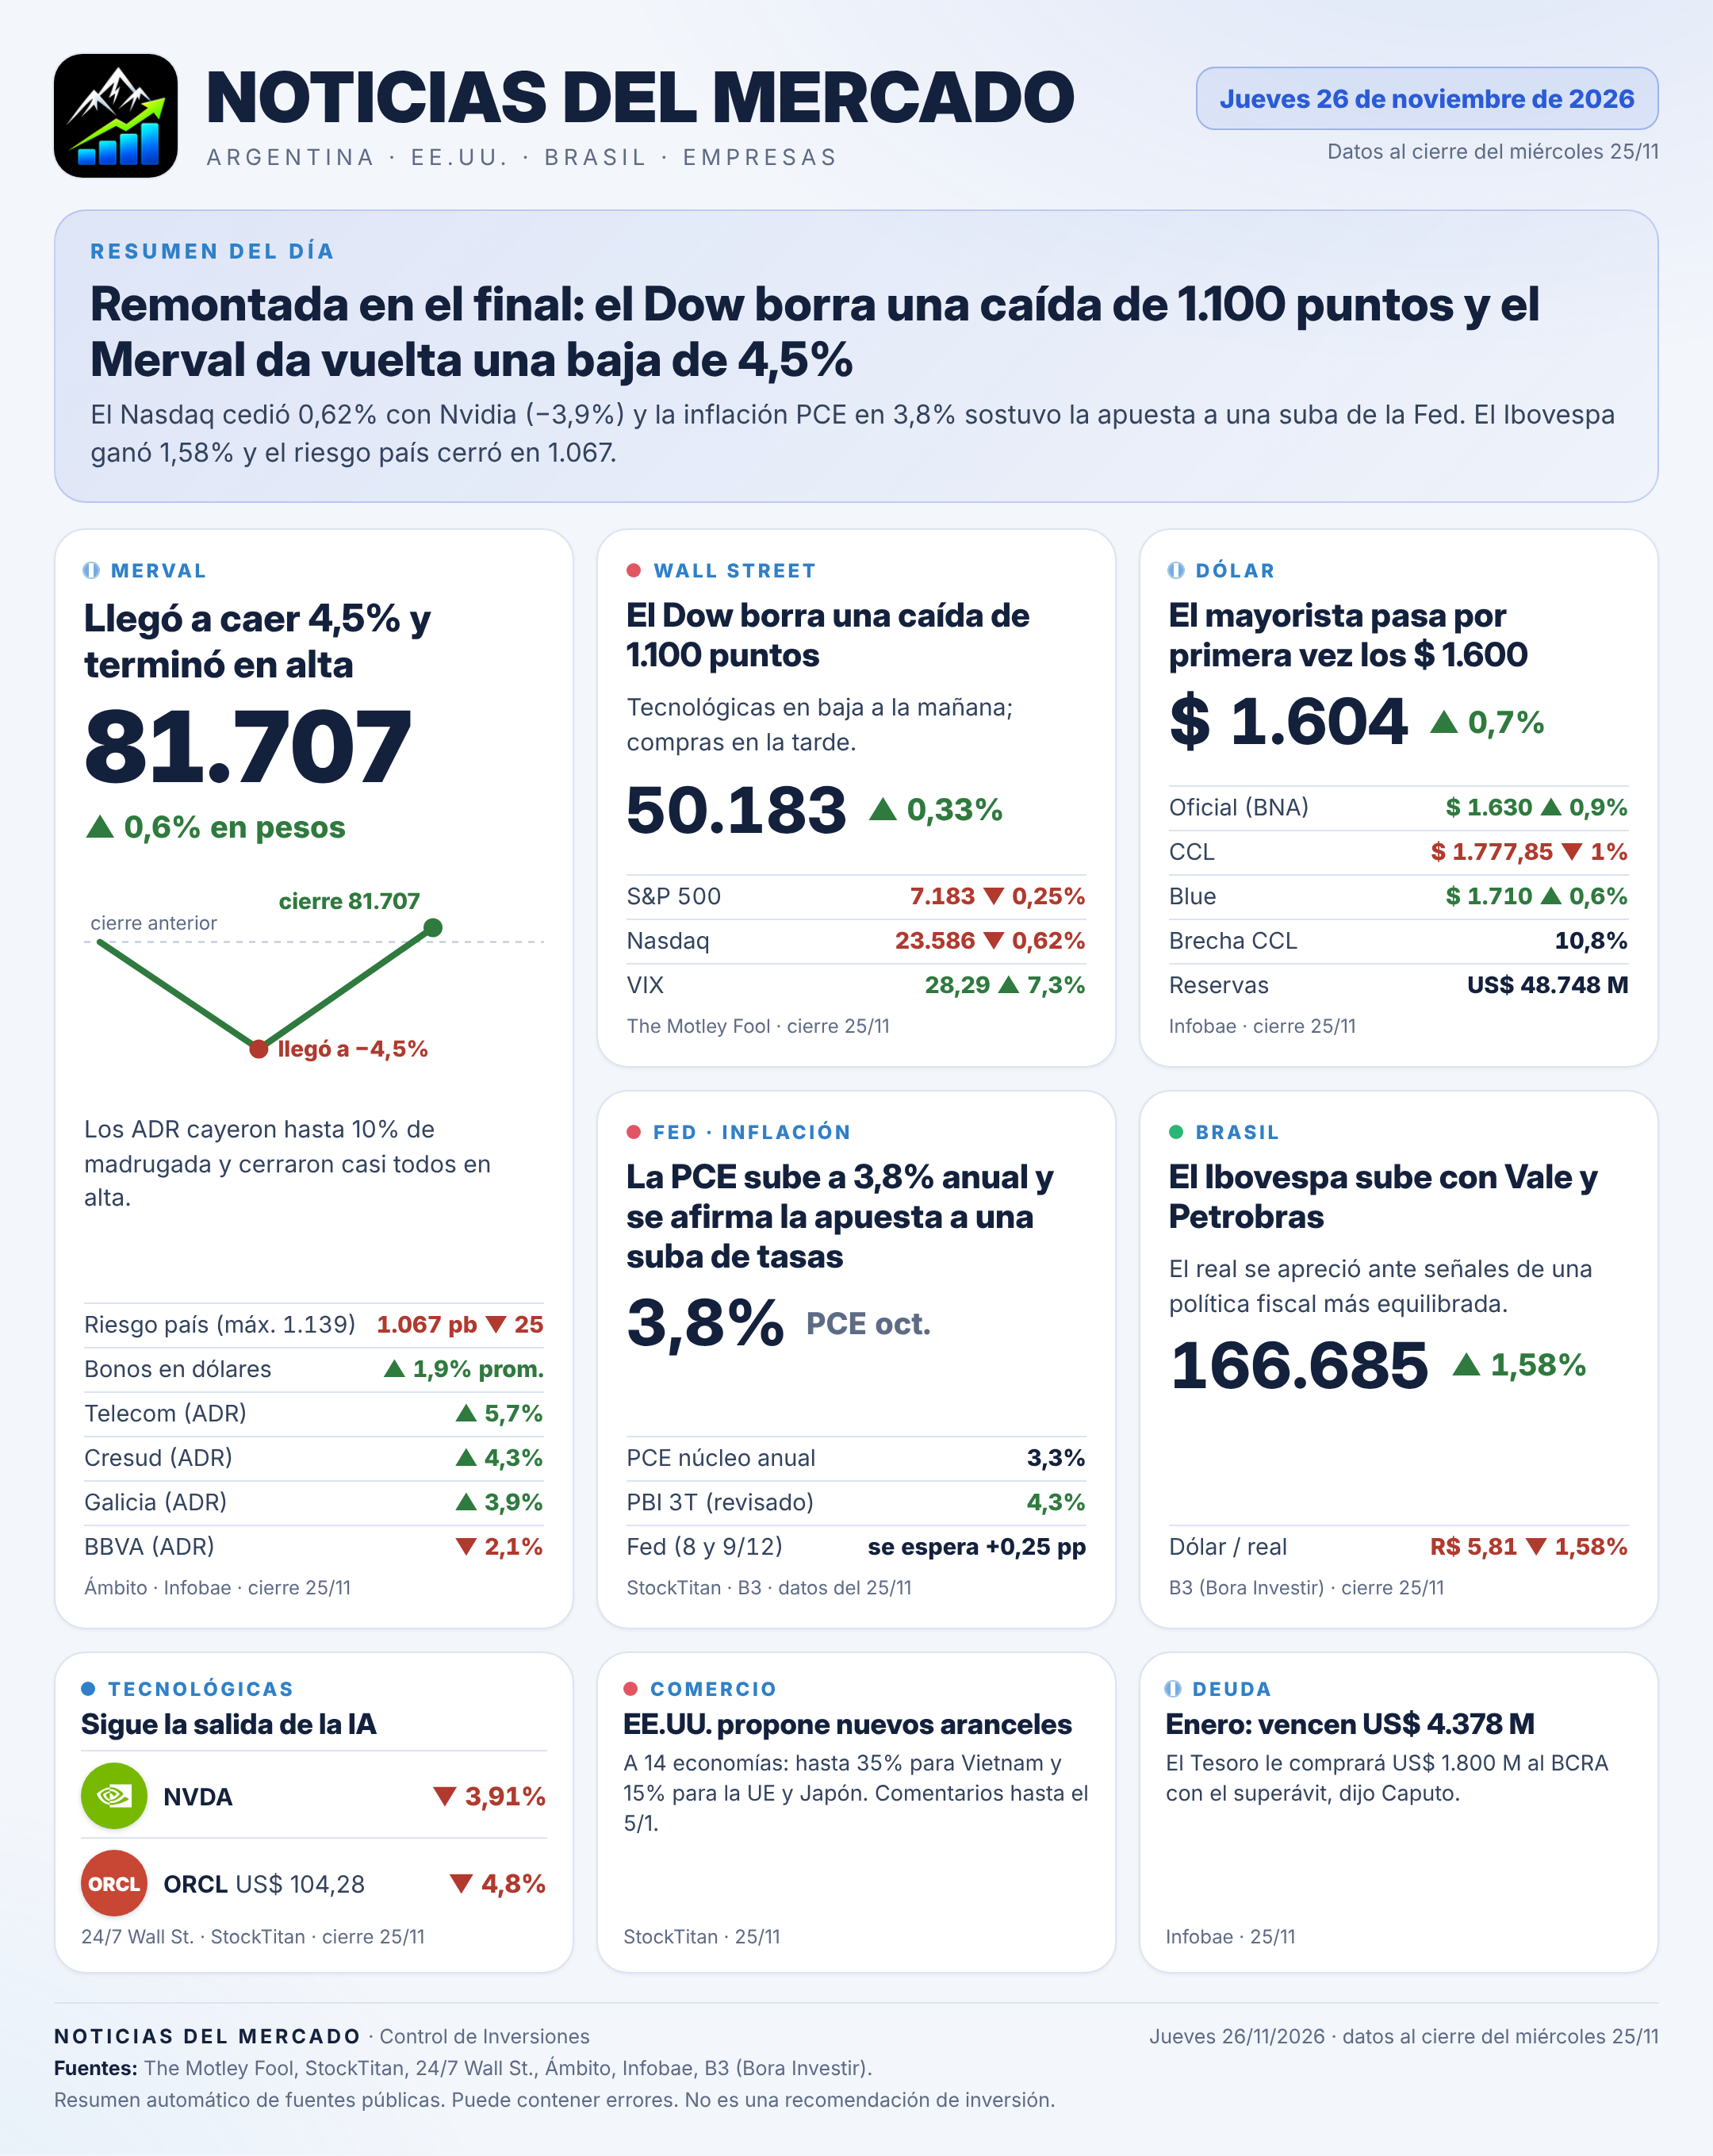 NOTICIAS DEL MERCADO
ARGENTINA · EE.UU. · BRASIL · EMPRESAS
Jueves 26 de noviembre de 2026
Datos al cierre del miércoles 25/11
RESUMEN DEL DÍA
Remontada en el final: el Dow borra una caída de 1.100 puntos y el
Merval da vuelta una baja de 4,5%
El Nasdaq cedió 0,62% con Nvidia (−3,9%) y la inflación PCE en 3,8% sostuvo la apuesta a una suba de la Fed. El Ibovespa
ganó 1,58% y el riesgo país cerró en 1.067.
MERVAL
Llegó a caer 4,5% y
terminó en alta
81.707
▲ 0,6% en pesos
cierre 81.707
cierre anterior
llegó a −4,5%
Los ADR cayeron hasta 10% de
madrugada y cerraron casi todos en
alta.
Riesgo país (máx. 1.139) 1.067 pb ▼ 25
Bonos en dólares ▲ 1,9% prom.
Telecom (ADR) ▲ 5,7%
Cresud (ADR) ▲ 4,3%
Galicia (ADR) ▲ 3,9%
BBVA (ADR) ▼ 2,1%
Ámbito · Infobae · cierre 25/11
WALL STREET
El Dow borra una caída de
1.100 puntos
Tecnológicas en baja a la mañana;
compras en la tarde.
50.183 ▲ 0,33%
S&P 500 7.183 ▼ 0,25%
Nasdaq 23.586 ▼ 0,62%
VIX 28,29 ▲ 7,3%
The Motley Fool · cierre 25/11
DÓLAR
El mayorista pasa por
primera vez los $ 1.600
$ 1.604 ▲ 0,7%
Oficial (BNA) $ 1.630 ▲ 0,9%
CCL $ 1.777,85 ▼ 1%
Blue $ 1.710 ▲ 0,6%
Brecha CCL 10,8%
Reservas US$ 48.748 M
Infobae · cierre 25/11
FED · INFLACIÓN
La PCE sube a 3,8% anual y
se afirma la apuesta a una
suba de tasas
3,8% PCE oct.
PCE núcleo anual 3,3%
PBI 3T (revisado) 4,3%
Fed (8 y 9/12) se espera +0,25 pp
StockTitan · B3 · datos del 25/11
BRASIL
El Ibovespa sube con Vale y
Petrobras
El real se apreció ante señales de una
política fiscal más equilibrada.
166.685 ▲ 1,58%
Dólar / real R$ 5,81 ▼ 1,58%
B3 (Bora Investir) · cierre 25/11
TECNOLÓGICAS
Sigue la salida de la IA
NVDA ▼ 3,91%
ORCL ORCL US$ 104,28 ▼ 4,8%
24/7 Wall St. · StockTitan · cierre 25/11
COMERCIO
EE.UU. propone nuevos aranceles
A 14 economías: hasta 35% para Vietnam y
15% para la UE y Japón. Comentarios hasta el
5/1.
StockTitan · 25/11
DEUDA
Enero: vencen US$ 4.378 M
El Tesoro le comprará US$ 1.800 M al BCRA
con el superávit, dijo Caputo.
Infobae · 25/11
NOTICIAS DEL MERCADO · Control de Inversiones
Jueves 26/11/2026 · datos al cierre del miércoles 25/11
Fuentes: The Motley Fool, StockTitan, 24/7 Wall St., Ámbito, Infobae, B3 (Bora Investir).
Resumen automático de fuentes públicas. Puede contener errores. No es una recomendación de inversión.